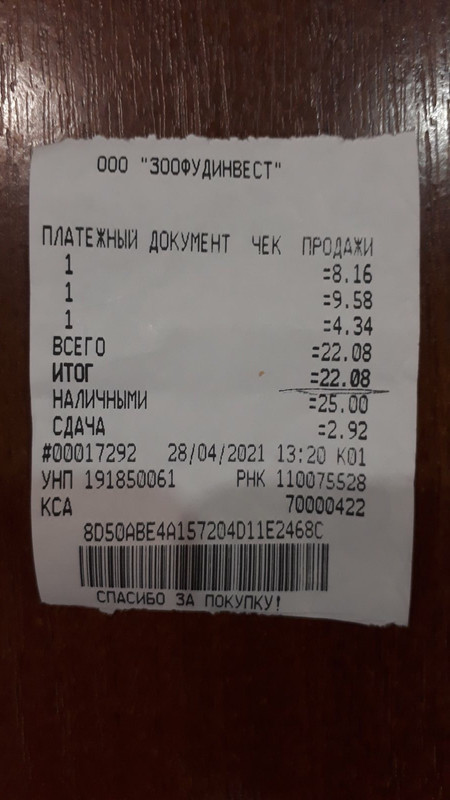 ООО "ЗООФУДИНВЕСТ"
ПЛАТЕЖНЫЙ ДОКУМЕНТ ЧЕК ПРОДАЖИ
1 =8.16
1 =9.58
1 =4.34
ВСЕГО =22.08
ИТОГ =22.08
НАЛИЧНЫМИ =25.00
СДАЧА =2.92
#00017292 28/04/2021 13:20 К01
УНП 191850061 РНК 110075528
КСА 70000422
8D50ABE4A157204D11E2468C
СПАСИБО ЗА ПОКУПКУ!